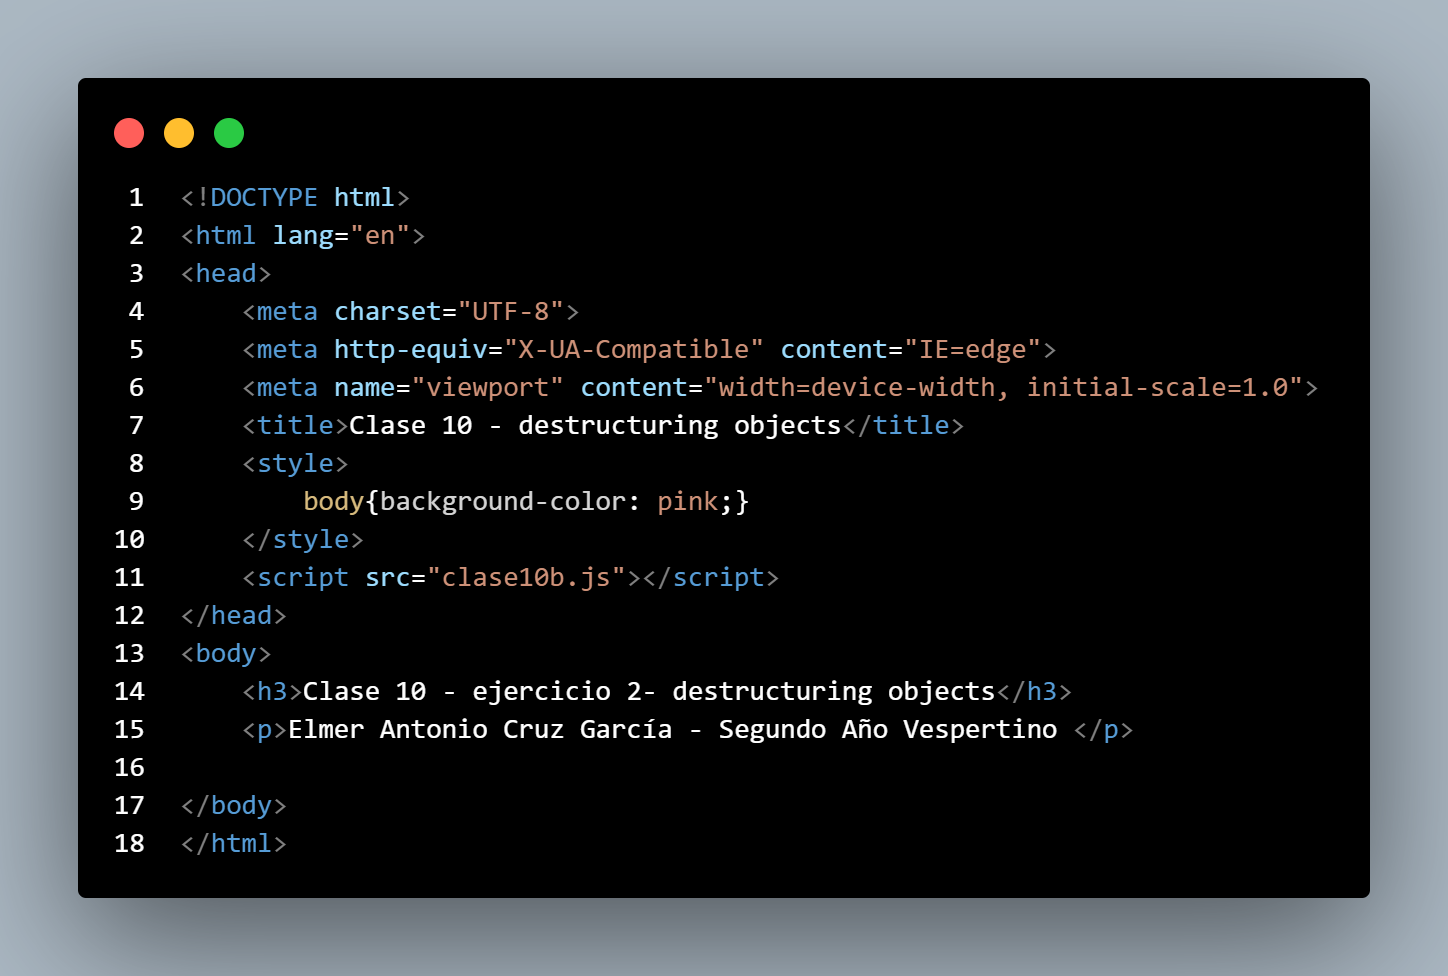 1 <!DOCTYPE html>
2 <html lang="en">
3 <head>
4     <meta charset="UTF-8">
5     <meta http-equiv="X-UA-Compatible" content="IE=edge">
6     <meta name="viewport" content="width=device-width, initial-scale=1.0">
7     <title>Clase 10 - destructuring objects</title>
8     <style>
9         body{background-color: pink;}
10     </style>
11     <script src="clase10b.js"></script>
12 </head>
13 <body>
14     <h3>Clase 10 - ejercicio 2- destructuring objects</h3>
15     <p>Elmer Antonio Cruz García - Segundo Año Vespertino </p>
16
17 </body>
18 </html>